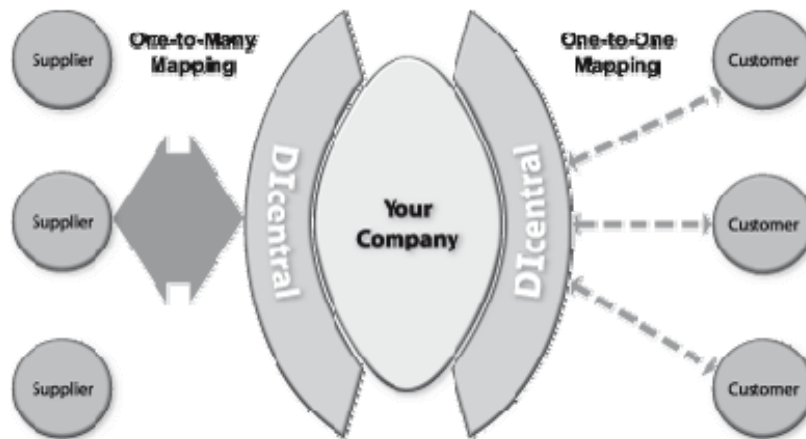 Supplier
One-to-Many
Mapping
One-to-One
Mapping
Customer
Supplier
DIcentral
Your
Company
DIcentral
Customer
Supplier
Customer